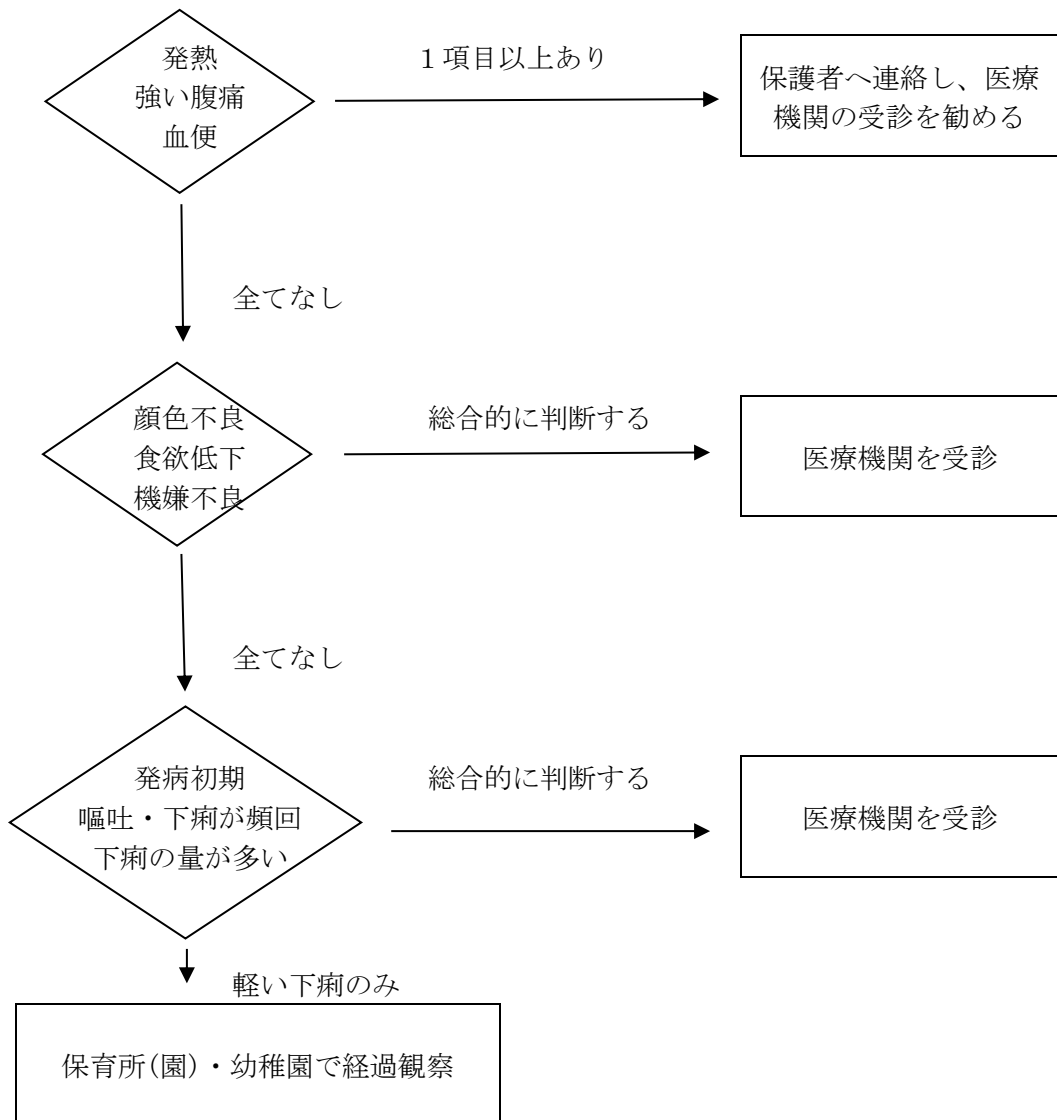 発熱
強い腹痛
血便
１項目以上あり
保護者へ連絡し、医療
機関の受診を勧める
全てなし
顔色不良
食欲低下
機嫌不良
総合的に判断する
医療機関を受診
全てなし
発病初期
嘔吐・下痢が頻回
下痢の量が多い
総合的に判断する
医療機関を受診
軽い下痢のみ
保育所(園)・幼稚園で経過観察